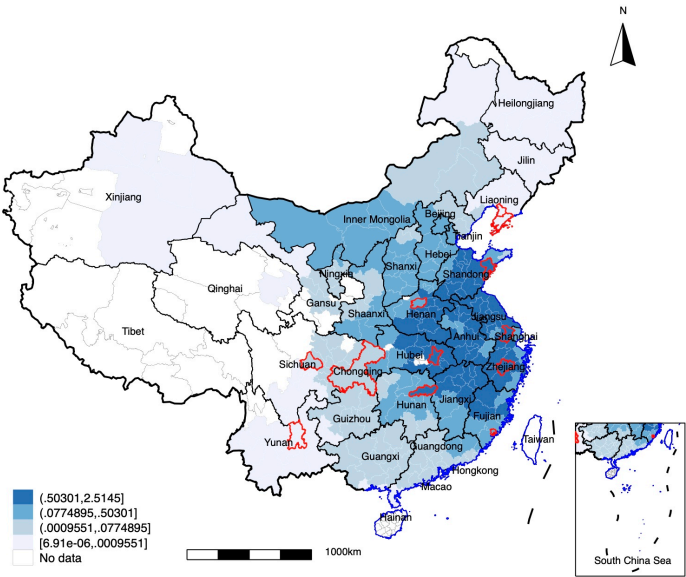 N
Heilongjiang
Jilin
Liaoning
Xinjiang
Inner Mongolia
Beijing
Tianjin
Hebei
Shanxi
Shandong
Ningxia
Qinghai
Gansu
Shaanxi
Henan
Jiangsu
Tibet
Anhui
Shanghai
Sichuan
Chongqing
Hubei
Zhejiang
Hunan
Jiangxi
Guizhou
Fujian
Yunan
Guangxi
Guangdong
Taiwan
Hongkong
Macao
Hainan
(.50301,2.5145]
(.0774895,.50301]
(.0009551,.0774895]
[6.91e-06,.0009551]
No data
1000km
South China Sea